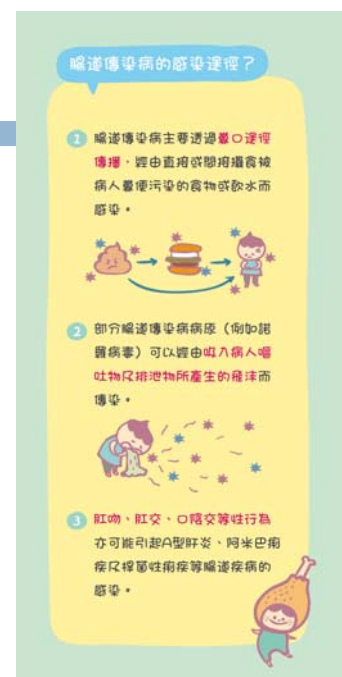 腸道傳染病的感染途徑？
1 腸道傳染病主要透過糞口途徑
傳播，經由直接或間接攝食被
病人糞便污染的食物或飲水而
感染。
2 部分腸道傳染病病原（例如諾
羅病毒）可以經由吸入病人嘔
吐物及排泄物所產生的飛沫而
傳染。
3 肛吻、肛交、口陰交等性行為
亦可能引起A型肝炎、阿米巴痢
疾及桿菌性痢疾等腸道疾病的
感染。